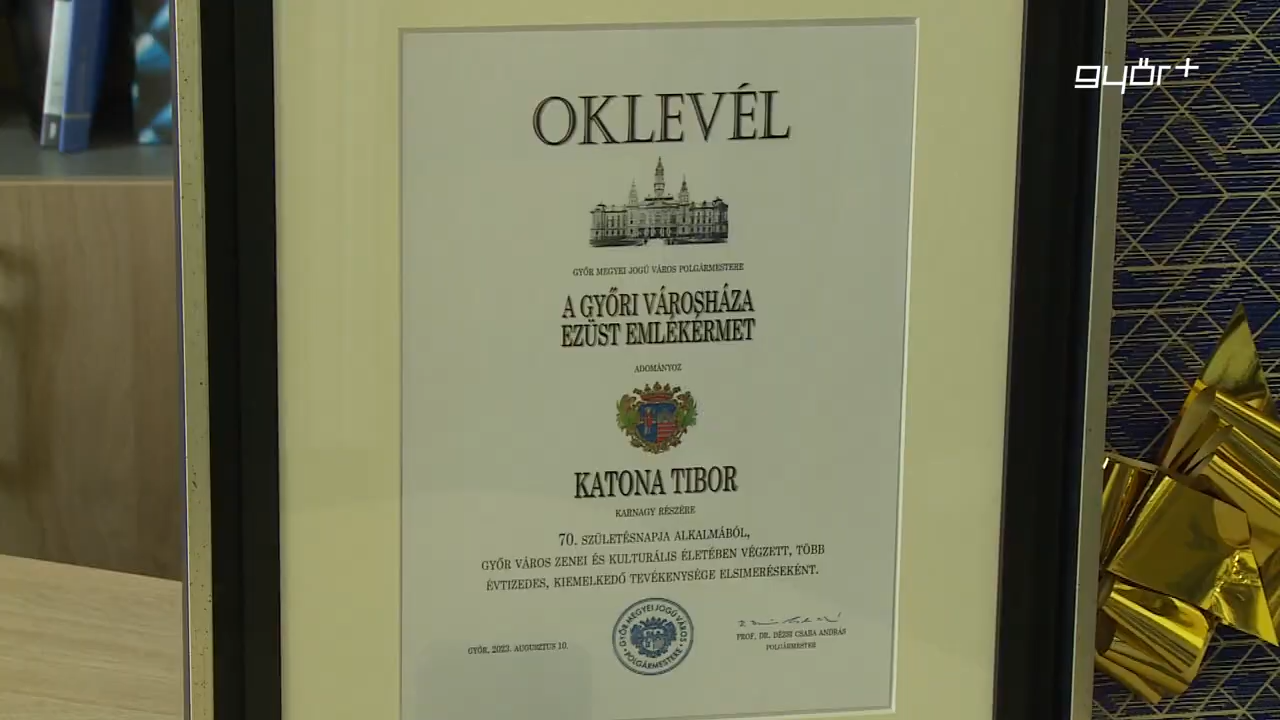 győr+
OKLEVÉL
GYŐR MEGYEI JOGÚ VÁROS POLGÁRMESTERE
A GYŐRI VÁROSHÁZA
EZÜST EMLÉKÉRMET
ADOMÁNYOZ
KATONA TIBOR
KARNAGY RÉSZÉRE
70. SZÜLETÉSNAPJA ALKALMÁBÓL,
GYŐR VÁROS ZENEI ÉS KULTURÁLIS ÉLETÉBEN VÉGZETT, TÖBB
ÉVTIZEDES, KIEMELKEDŐ TEVÉKENYSÉGE ELSIMERÉSEKÉNT.
GYŐR, 2023. AUGUSZTUS 10.
GYŐR MEGYEI JOGÚ VÁROS
POLGÁRMESTERE
PROF. DR. DÉZSI CSABA ANDRÁS
POLGÁRMESTER